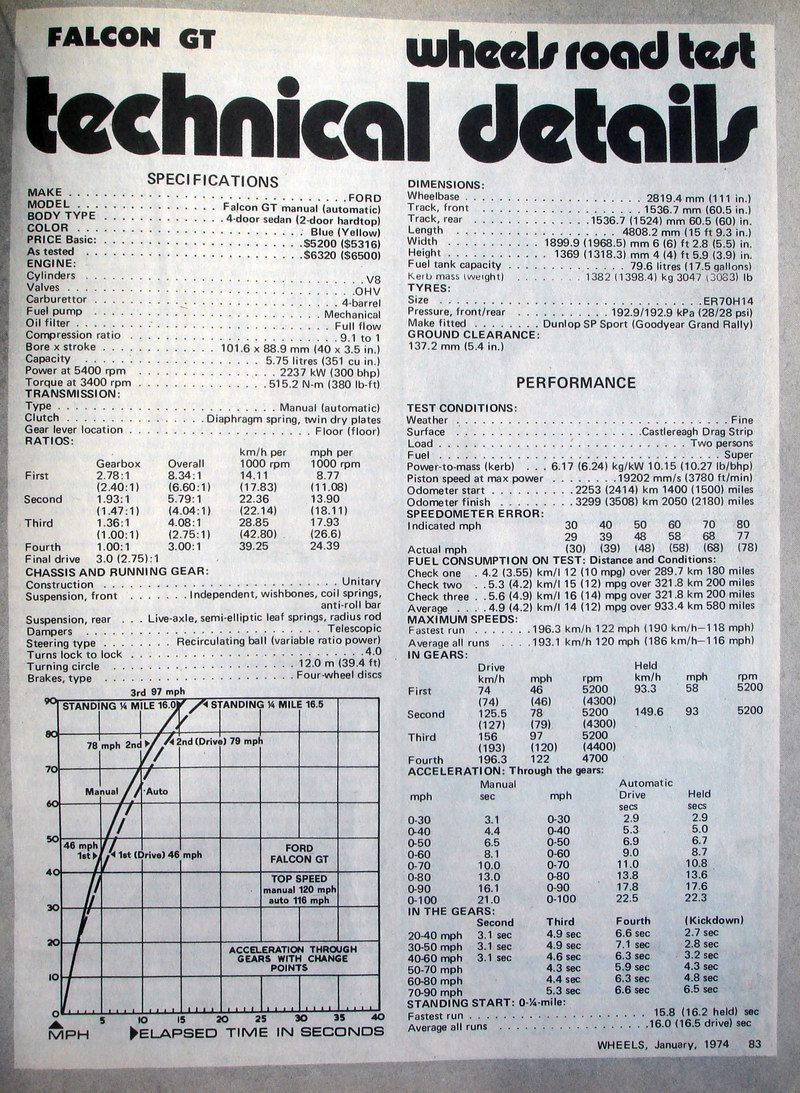 FALCON GT
wheels road test
technical details
SPECIFICATIONS
MAKE . . . . FORD
MODEL . . . . Falcon GT manual (automatic)
BODY TYPE . . . . 4-door sedan (2-door hardtop)
COLOR . . . . Blue (Yellow)
PRICE Basic: . . . . $5200 ($5316)
As tested . . . . $6320 ($6500)
ENGINE:
Cylinders . . . . V8
Valves . . . . OHV
Carburettor . . . . 4-barrel
Fuel pump . . . . Mechanical
Oil filter . . . . Full flow
Compression ratio . . . . 9.1 to 1
Bore x stroke . . . . 101.6 x 88.9 mm (40 x 3.5 in.)
Capacity . . . . 5.75 litres (351 cu in.)
Power at 5400 rpm . . . . 2237 kW (300 bhp)
Torque at 3400 rpm . . . . 515.2 N-m (380 lb-ft)
TRANSMISSION:
Type . . . . Manual (automatic)
Clutch . . . . Diaphragm spring, twin dry plates
Gear lever location . . . . Floor (floor)
RATIOS:
km/h per mph per
Gearbox Overall 1000 rpm 1000 rpm
First 2.78:1 8.34:1 14.11 8.77
(2.40:1) (6.60:1) (17.83) (11.08)
Second 1.93:1 5.79:1 22.36 13.90
(1.47:1) (4.04:1) (22.14) (18.11)
Third 1.36:1 4.08:1 28.85 17.93
(1.00:1) (2.75:1) (42.80) (26.6)
Fourth 1.00:1 3.00:1 39.25 24.39
Final drive 3.0 (2.75):1
CHASSIS AND RUNNING GEAR:
Construction . . . . Unitary
Suspension, front . . . . Independent, wishbones, coil springs,
anti-roll bar
Suspension, rear . . . Live-axle, semi-elliptic leaf springs, radius rod
Dampers . . . . Telescopic
Steering type . . . . Recirculating ball (variable ratio power)
Turns lock to lock . . . . 4.0
Turning circle . . . . 12.0 m (39.4 ft)
Brakes, type . . . . Four-wheel discs
3rd 97 mph
90
STANDING ¼ MILE 16.0
STANDING ¼ MILE 16.5
80
78 mph 2nd
2nd (Drive) 79 mph
70
Manual
Auto
60
50
46 mph
1st
1st (Drive) 46 mph
FORD
FALCON GT
40
TOP SPEED
manual 120 mph
auto 116 mph
30
20
ACCELERATION THROUGH
GEARS WITH CHANGE
POINTS
10
0
5 10 15 20 25 30 35 40
MPH
ELAPSED TIME IN SECONDS
DIMENSIONS:
Wheelbase . . . . 2819.4 mm (111 in.)
Track, front . . . . 1536.7 mm (60.5 in.)
Track, rear . . . . 1536.7 (1524) mm 60.5 (60) in.
Length . . . . 4808.2 mm (15 ft 9.3 in.)
Width . . . . 1899.9 (1968.5) mm 6 (6) ft 2.8 (5.5) in.
Height . . . . 1369 (1318.3) mm 4 (4) ft 5.9 (3.9) in.
Fuel tank capacity . . . . 79.6 litres (17.5 gallons)
Kerb mass (weight) 1382 (1398.4) kg 3047 (3083) lb
TYRES:
Size . . . . ER70H14
Pressure, front/rear . . . . 192.9/192.9 kPa (28/28 psi)
Make fitted . . . . Dunlop SP Sport (Goodyear Grand Rally)
GROUND CLEARANCE:
137.2 mm (5.4 in.)
PERFORMANCE
TEST CONDITIONS:
Weather . . . . Fine
Surface . . . . Castlereagh Drag Strip
Load . . . . Two persons
Fuel . . . . Super
Power-to-mass (kerb) . . . 6.17 (6.24) kg/kW 10.15 (10.27 lb/bhp)
Piston speed at max power . . . . 19202 mm/s (3780 ft/min)
Odometer start . . . . 2253 (2414) km 1400 (1500) miles
Odometer finish . . . . 3299 (3508) km 2050 (2180) miles
SPEEDOMETER ERROR:
Indicated mph 30 40 50 60 70 80
29 39 48 58 68 77
Actual mph (30) (39) (48) (58) (68) (78)
FUEL CONSUMPTION ON TEST: Distance and Conditions:
Check one . 4.2 (3.55) km/l 12 (10 mpg) over 289.7 km 180 miles
Check two . . 5.3 (4.2) km/l 15 (12) mpg over 321.8 km 200 miles
Check three . . 5.6 (4.9) km/l 16 (14) mpg over 321.8 km 200 miles
Average . . . . 4.9 (4.2) km/l 14 (12) mpg over 933.4 km 580 miles
MAXIMUM SPEEDS:
Fastest run . . . . 196.3 km/h 122 mph (190 km/h—118 mph)
Average all runs . . . . 193.1 km/h 120 mph (186 km/h—116 mph)
IN GEARS:
Drive Held
km/h mph rpm km/h mph rpm
First 74 46 5200 93.3 58 5200
(74) (46) (4300)
Second 125.5 78 5200 149.6 93 5200
(127) (79) (4300)
Third 156 97 5200
(193) (120) (4400)
Fourth 196.3 122 4700
ACCELERATION: Through the gears:
Manual Automatic
mph sec mph Drive Held
secs secs
0-30 3.1 0-30 2.9 2.9
0-40 4.4 0-40 5.3 5.0
0-50 6.5 0-50 6.9 6.7
0-60 8.1 0-60 9.0 8.7
0-70 10.0 0-70 11.0 10.8
0-80 13.0 0-80 13.8 13.6
0-90 16.1 0-90 17.8 17.6
0-100 21.0 0-100 22.5 22.3
IN THE GEARS:
Second Third Fourth (Kickdown)
20-40 mph 3.1 sec 4.9 sec 6.6 sec 2.7 sec
30-50 mph 3.1 sec 4.9 sec 7.1 sec 2.8 sec
40-60 mph 3.1 sec 4.6 sec 6.3 sec 3.2 sec
50-70 mph 4.3 sec 5.9 sec 4.3 sec
60-80 mph 4.4 sec 6.3 sec 4.8 sec
70-90 mph 5.3 sec 6.6 sec 6.5 sec
STANDING START: 0-¼-mile:
Fastest run . . . . 15.8 (16.2 held) sec
Average all runs . . . . 16.0 (16.5 drive) sec
WHEELS, January, 1974 83